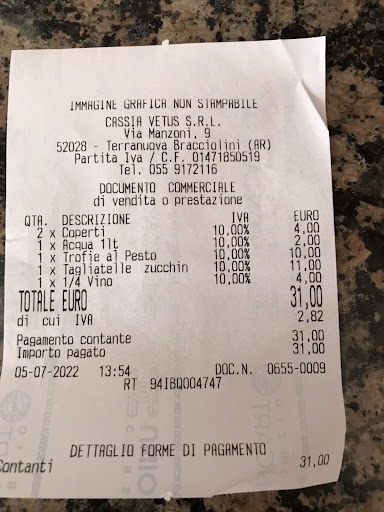 IMMAGINE GRAFICA NON STAMPABILE
CASSIA VETUS S.R.L.
Via Manzoni, 9
52028 - Terranuova Bracciolini (AR)
Partita Iva / C.F. 01471850519
Tel. 055 9172116
DOCUMENTO COMMERCIALE
di vendita o prestazione
QTA. DESCRIZIONE IVA EURO
2 x Coperti 10,00% 4,00
1 x Acqua 1lt 10,00% 2,00
1 x Trofie al Pesto 10,00% 10,00
1 x Tagliatelle zucchin 10,00% 11,00
1 x 1/4 Vino 10,00% 4,00
TOTALE EURO 31,00
di cui IVA 2,82
Pagamento contante 31,00
Importo pagato 31,00
05-07-2022 13:54 DOC.N. 0655-0009
RT 94IBQ004747
DETTAGLIO FORME DI PAGAMENTO
Contanti 31,00